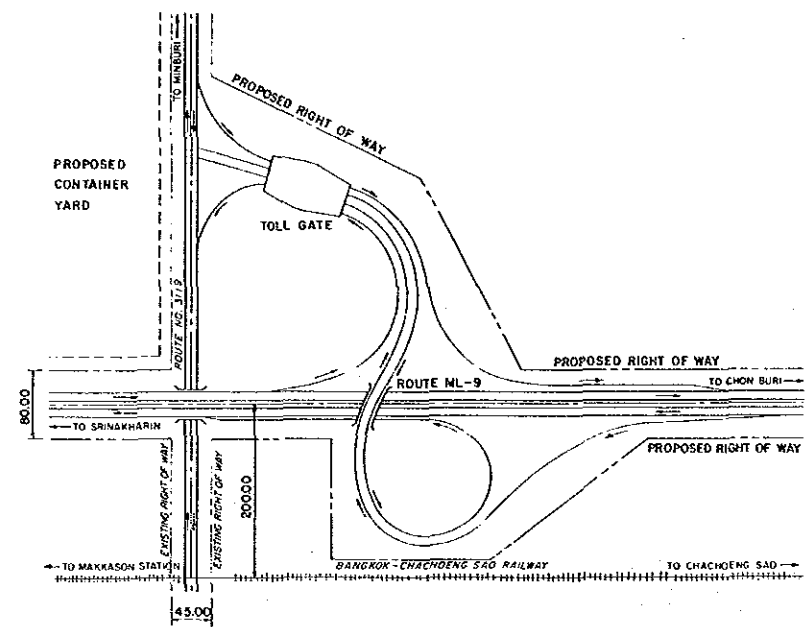 TO MINBURI
PROPOSED RIGHT OF WAY
PROPOSED
CONTAINER
YARD
TOLL GATE
ROUTE NO. 3119
PROPOSED RIGHT OF WAY
TO CHON BURI
ROUTE NL-9
80.00
TO SRINAKHARIN
PROPOSED RIGHT OF WAY
EXISTING RIGHT OF WAY
EXISTING RIGHT OF WAY
200.00
TO MAKKASON STATION
BANGKOK-CHACHOENG SAO RAILWAY
TO CHACHOENG SAO
45.00